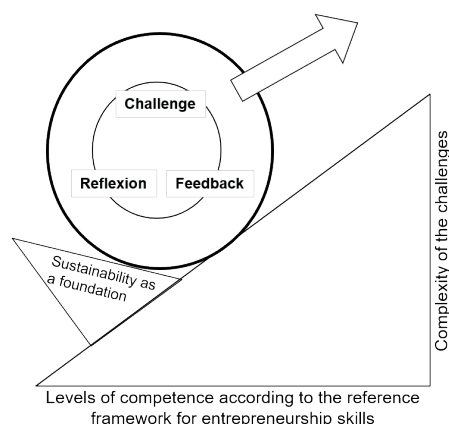 Challenge
Reflexion
Feedback
Sustainability as
a foundation
Complexity of the challenges
Levels of competence according to the reference
framework for entrepreneurship skills